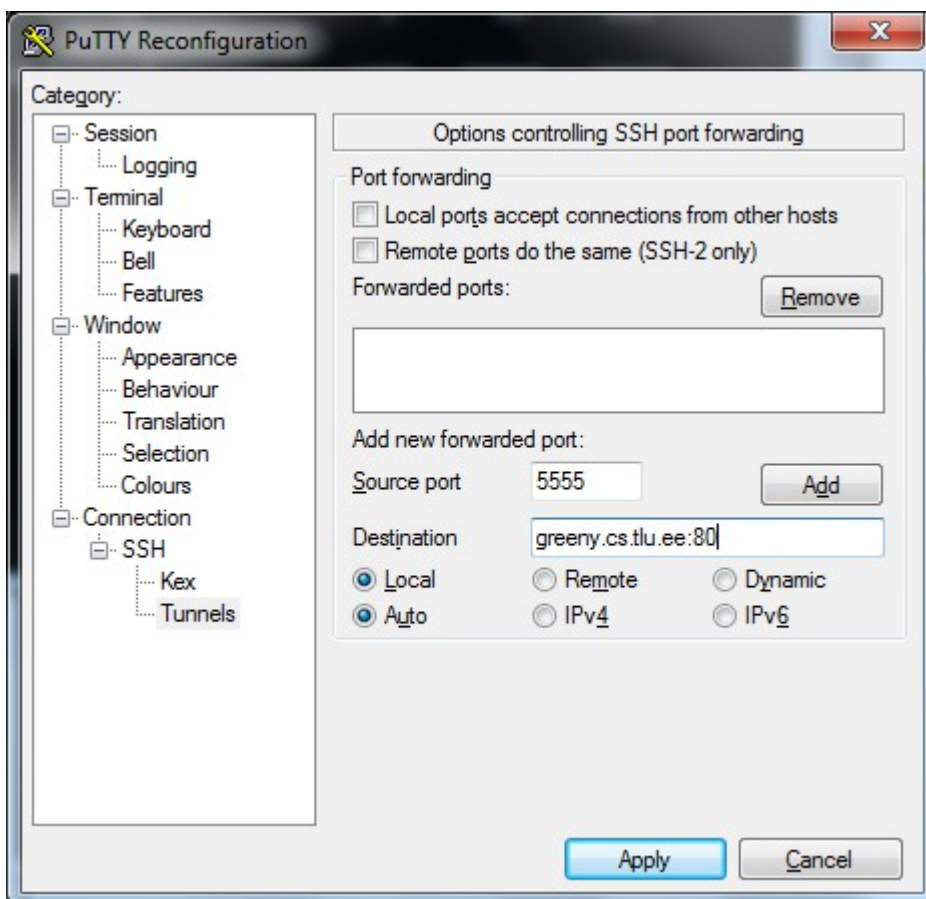 PuTTY Reconfiguration
Category:
Session
Logging
Terminal
Keyboard
Bell
Features
Window
Appearance
Behaviour
Translation
Selection
Colours
Connection
SSH
Kex
Tunnels
Options controlling SSH port forwarding
Port forwarding
Local ports accept connections from other hosts
Remote ports do the same (SSH-2 only)
Forwarded ports:
Remove
Add new forwarded port:
Source port 5555 Add
Destination greeny.cs.tlu.ee:80
Local Remote Dynamic
Auto IPv4 IPv6
Apply Cancel